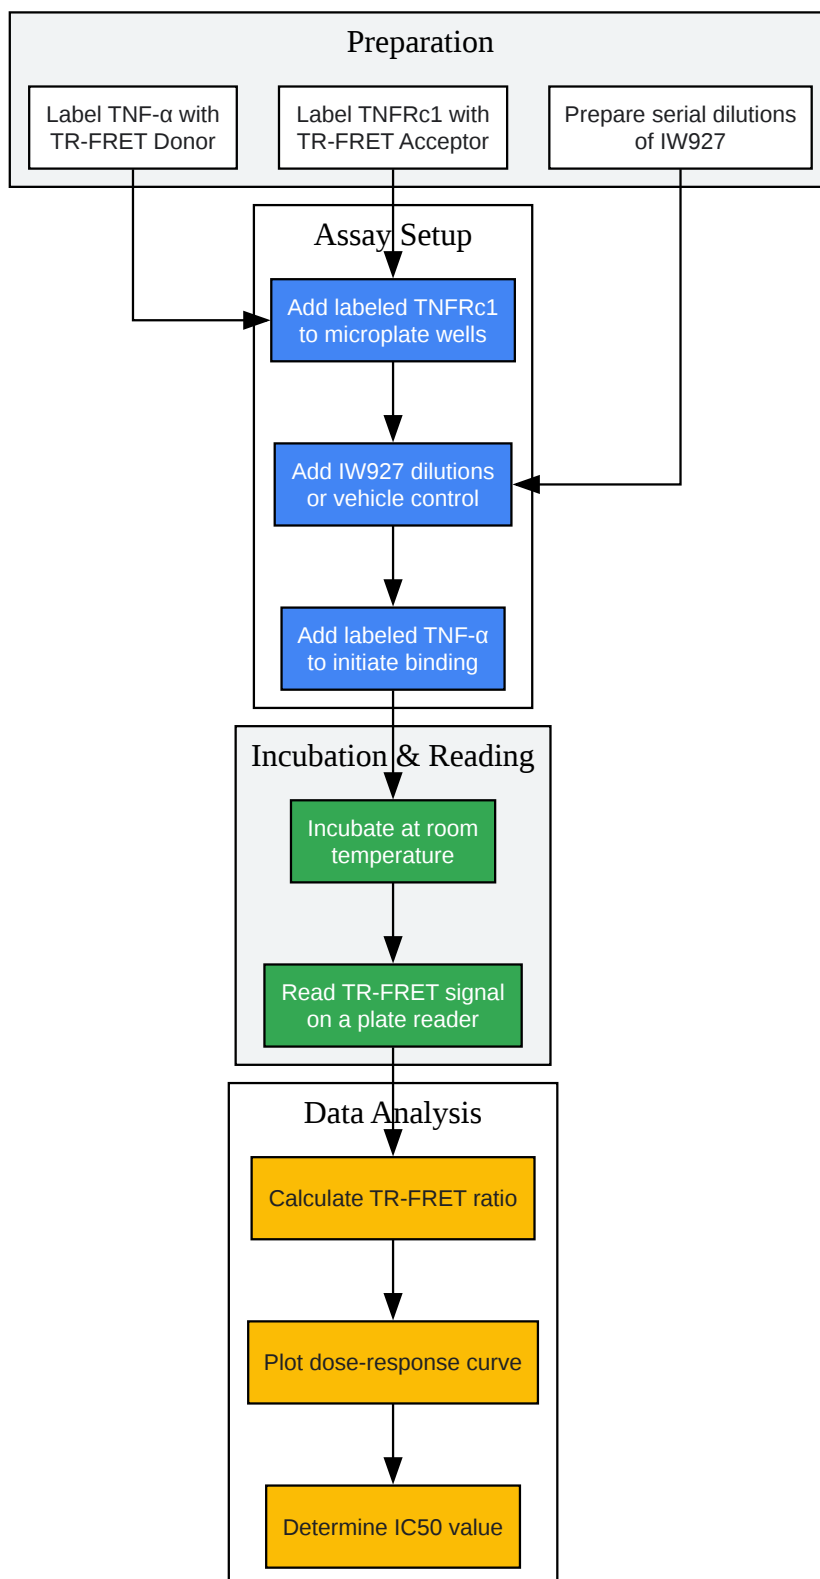 Preparation
Label TNF-α with
TR-FRET Donor
Label TNFRc1 with
TR-FRET Acceptor
Prepare serial dilutions
of IW927
Assay Setup
Add labeled TNFRc1
to microplate wells
Add IW927 dilutions
or vehicle control
Add labeled TNF-α
to initiate binding
Incubation & Reading
Incubate at room
temperature
Read TR-FRET signal
on a plate reader
Data Analysis
Calculate TR-FRET ratio
Plot dose-response curve
Determine IC50 value